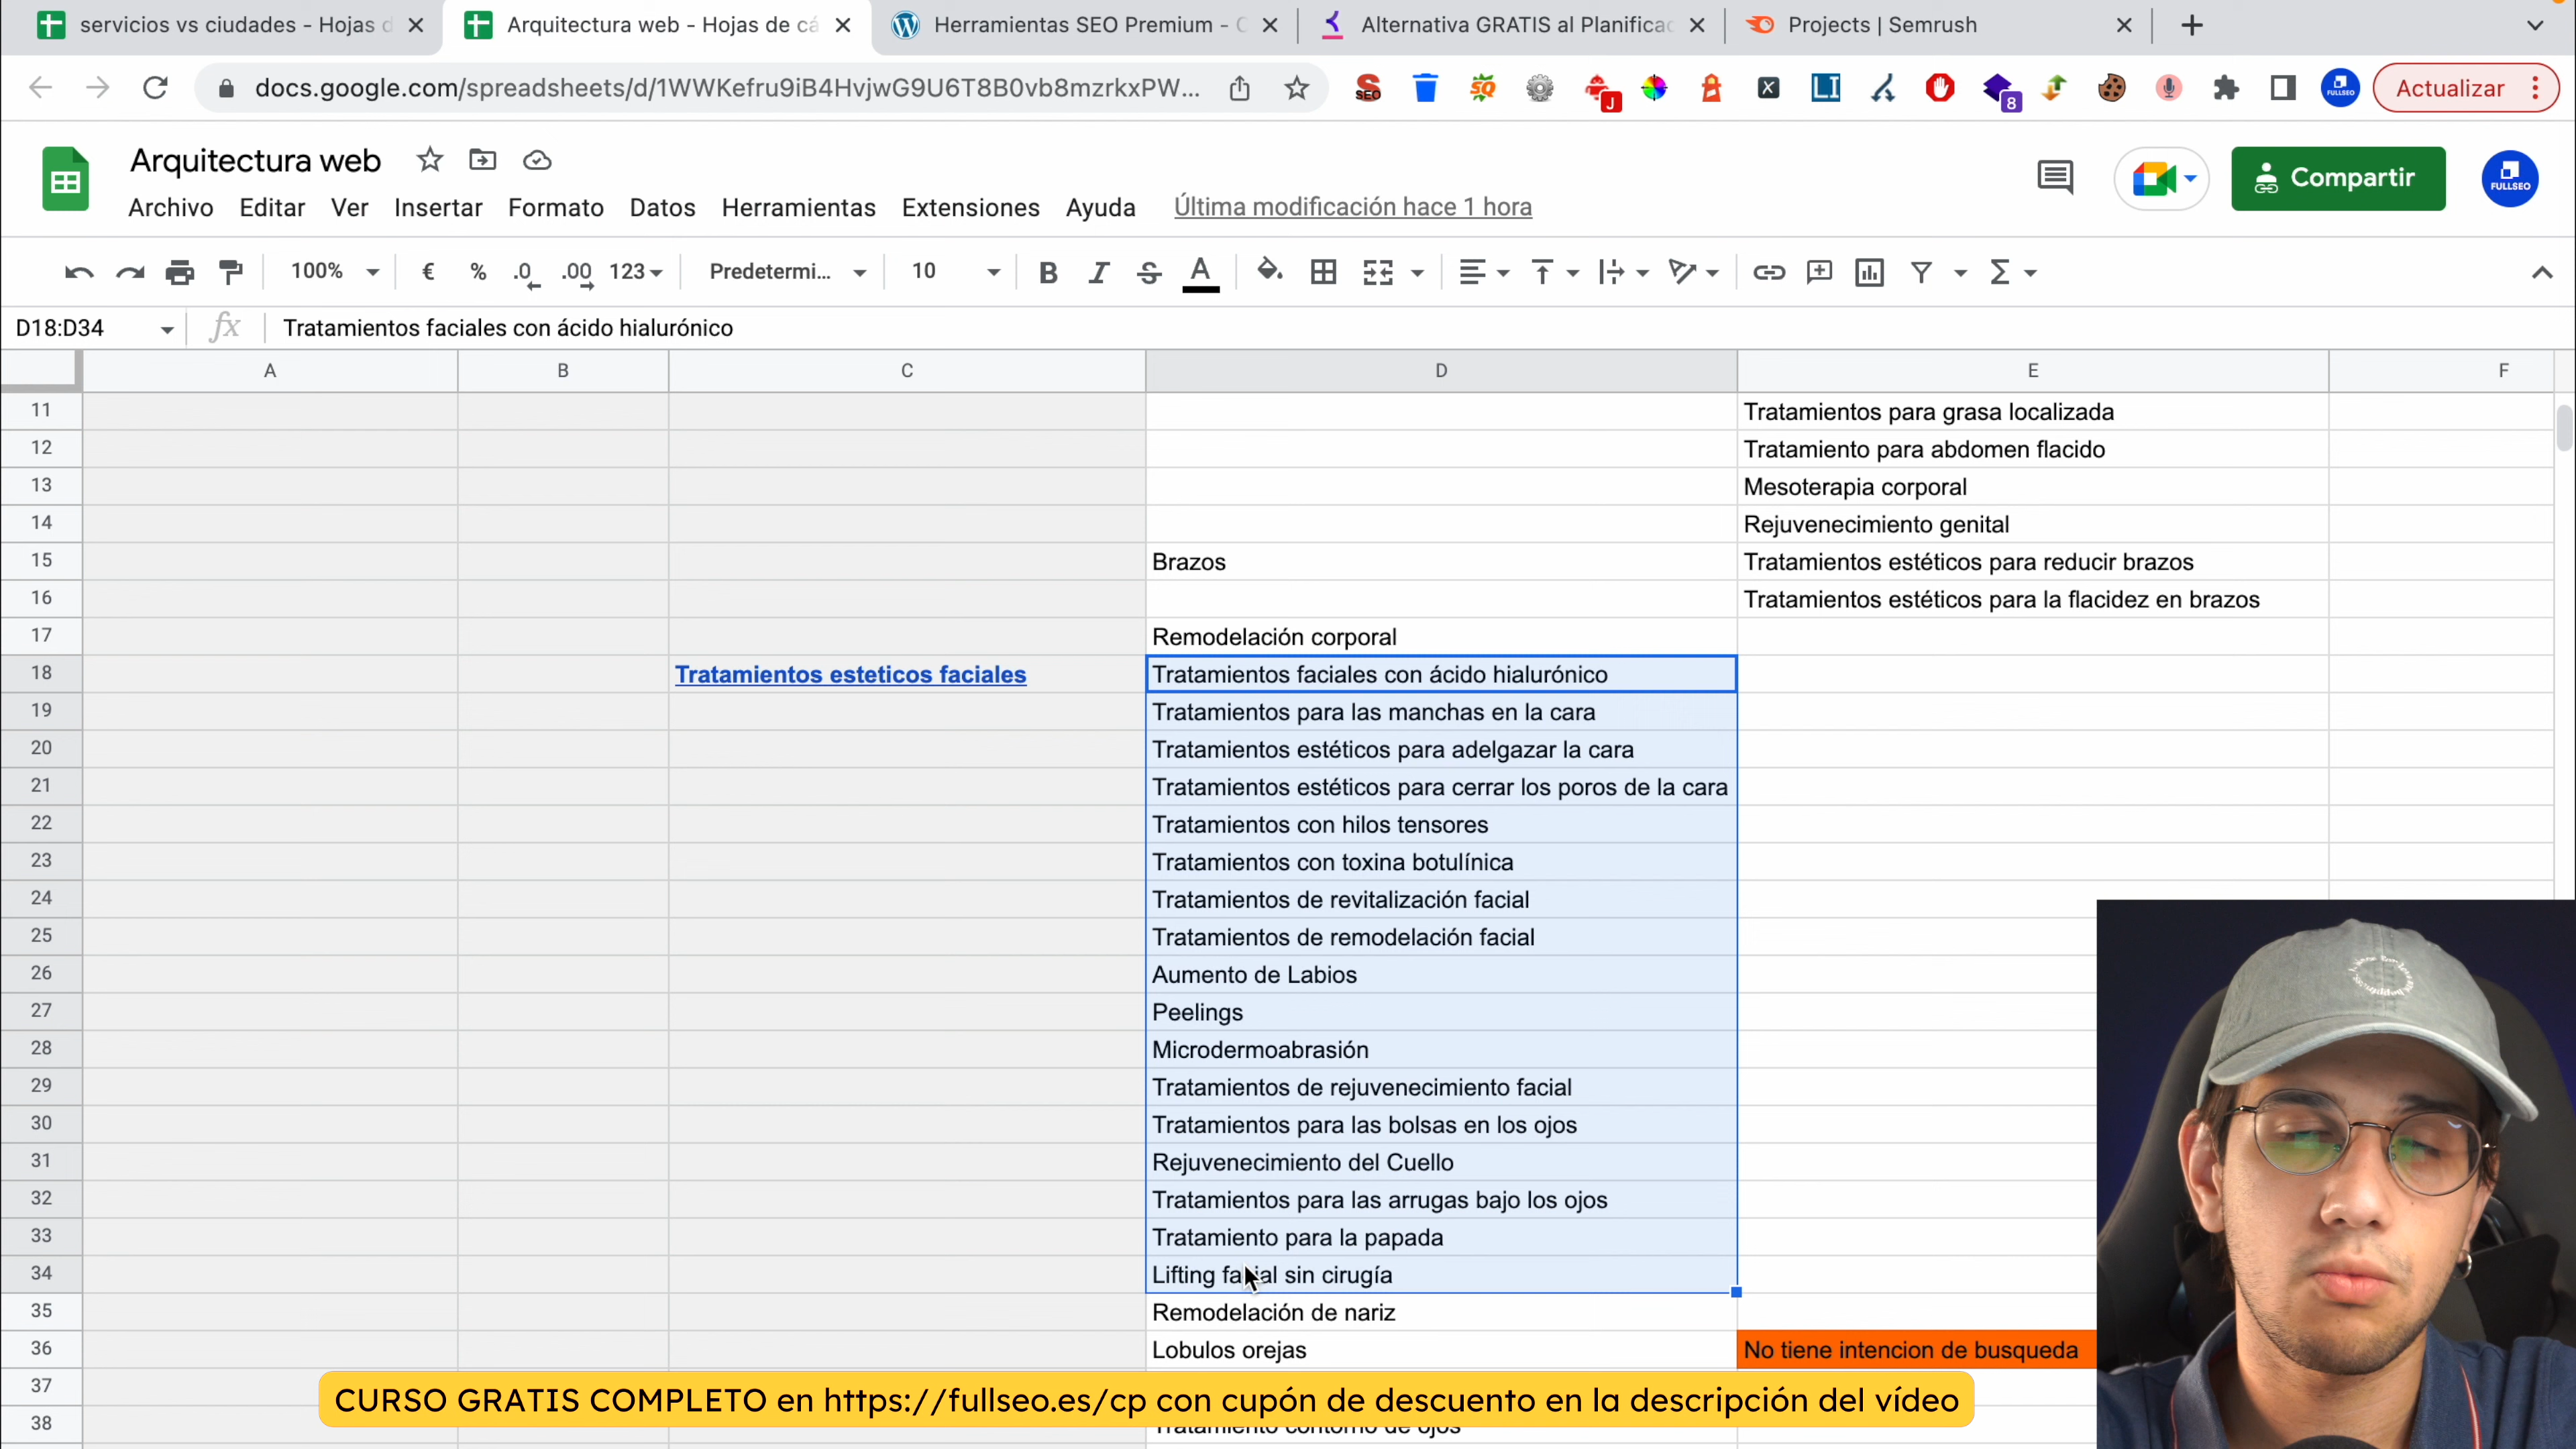 servicios vs ciudades - Hojas d
Arquitectura web - Hojas de cá
Herramientas SEO Premium - C
Alternativa GRATIS al Planificac
Projects | Semrush
docs.google.com/spreadsheets/d/1WWKefru9iB4HvjwG9U6T8B0vb8mzrkxPW...
Actualizar
Arquitectura web
Archivo Editar Ver Insertar Formato Datos Herramientas Extensiones Ayuda Última modificación hace 1 hora
Compartir
FULLSEO
100% € % .0 .00 123 Predetermi... 10 B I S A
D18:D34 fx Tratamientos faciales con ácido hialurónico
A B C D E F
11 Tratamientos para grasa localizada
12 Tratamiento para abdomen flacido
13 Mesoterapia corporal
14 Rejuvenecimiento genital
15 Brazos Tratamientos estéticos para reducir brazos
16 Tratamientos estéticos para la flacidez en brazos
17 Remodelación corporal
18 Tratamientos esteticos faciales Tratamientos faciales con ácido hialurónico
19 Tratamientos para las manchas en la cara
20 Tratamientos estéticos para adelgazar la cara
21 Tratamientos estéticos para cerrar los poros de la cara
22 Tratamientos con hilos tensores
23 Tratamientos con toxina botulínica
24 Tratamientos de revitalización facial
25 Tratamientos de remodelación facial
26 Aumento de Labios
27 Peelings
28 Microdermoabrasión
29 Tratamientos de rejuvenecimiento facial
30 Tratamientos para las bolsas en los ojos
31 Rejuvenecimiento del Cuello
32 Tratamientos para las arrugas bajo los ojos
33 Tratamiento para la papada
34 Lifting facial sin cirugía
35 Remodelación de nariz
36 Lobulos orejas No tiene intencion de busqueda
37
CURSO GRATIS COMPLETO en https://fullseo.es/cp con cupón de descuento en la descripción del vídeo
38 Tratamiento contorno de ojos